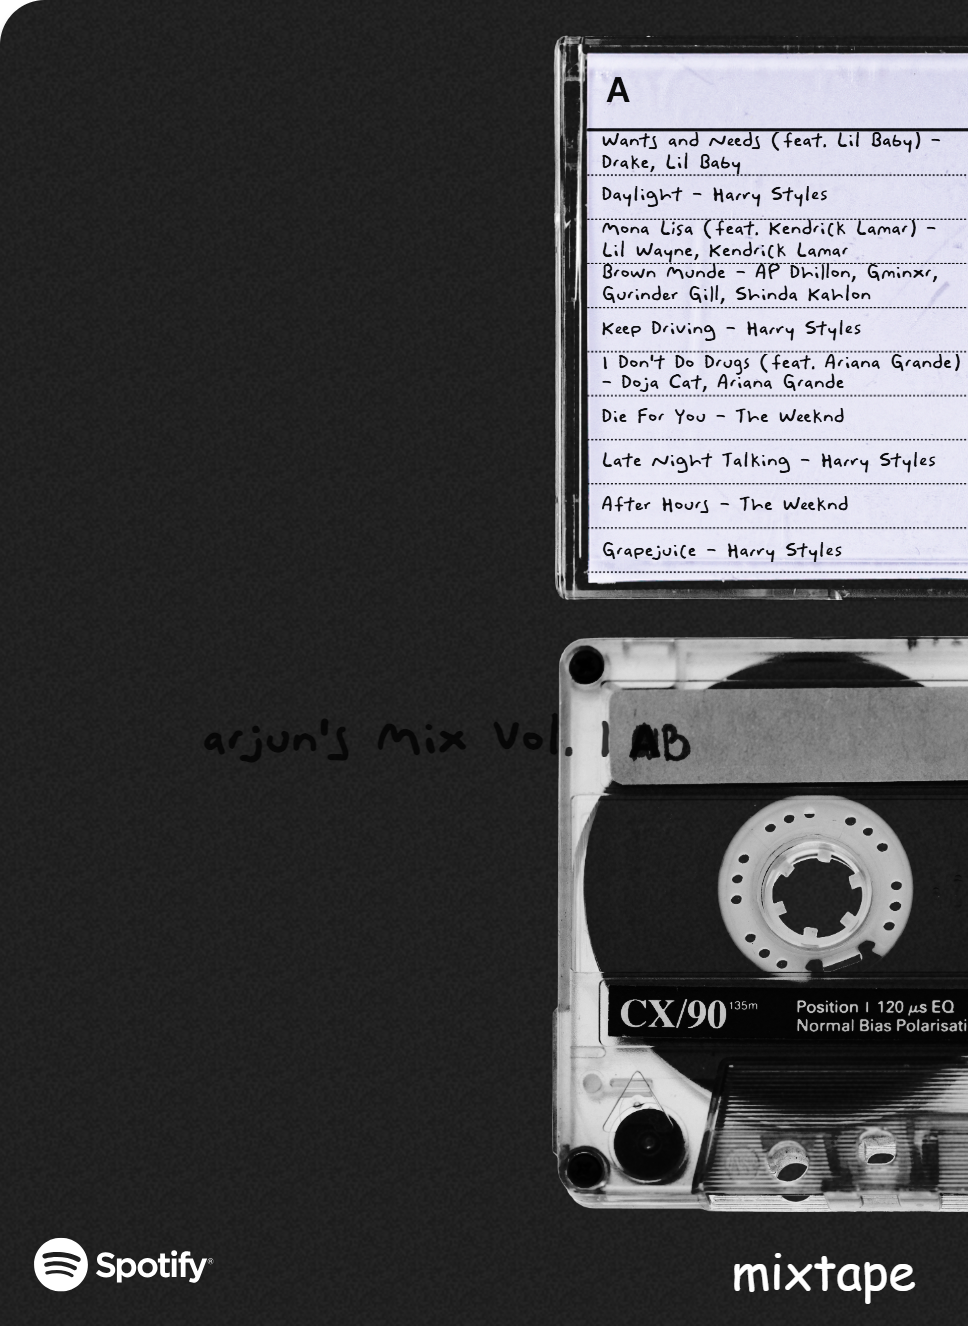 A
Wants and Needs (feat. Lil Baby) -
Drake, Lil Baby
Daylight - Harry Styles
Mona Lisa (feat. Kendrick Lamar) -
Lil Wayne, Kendrick Lamar
Brown Munde - AP Dhillon, Gminxr,
Gurinder Gill, Shinda Kahlon
Keep Driving - Harry Styles
I Don't Do Drugs (feat. Ariana Grande)
- Doja Cat, Ariana Grande
Die For You - The Weeknd
Late Night Talking - Harry Styles
After Hours - The Weeknd
Grapejuice - Harry Styles
arjun's Mix Vol. 1 AB
CX/90 135m
Position I 120 μs EQ
Normal Bias Polarisati
Spotify®
mixtape